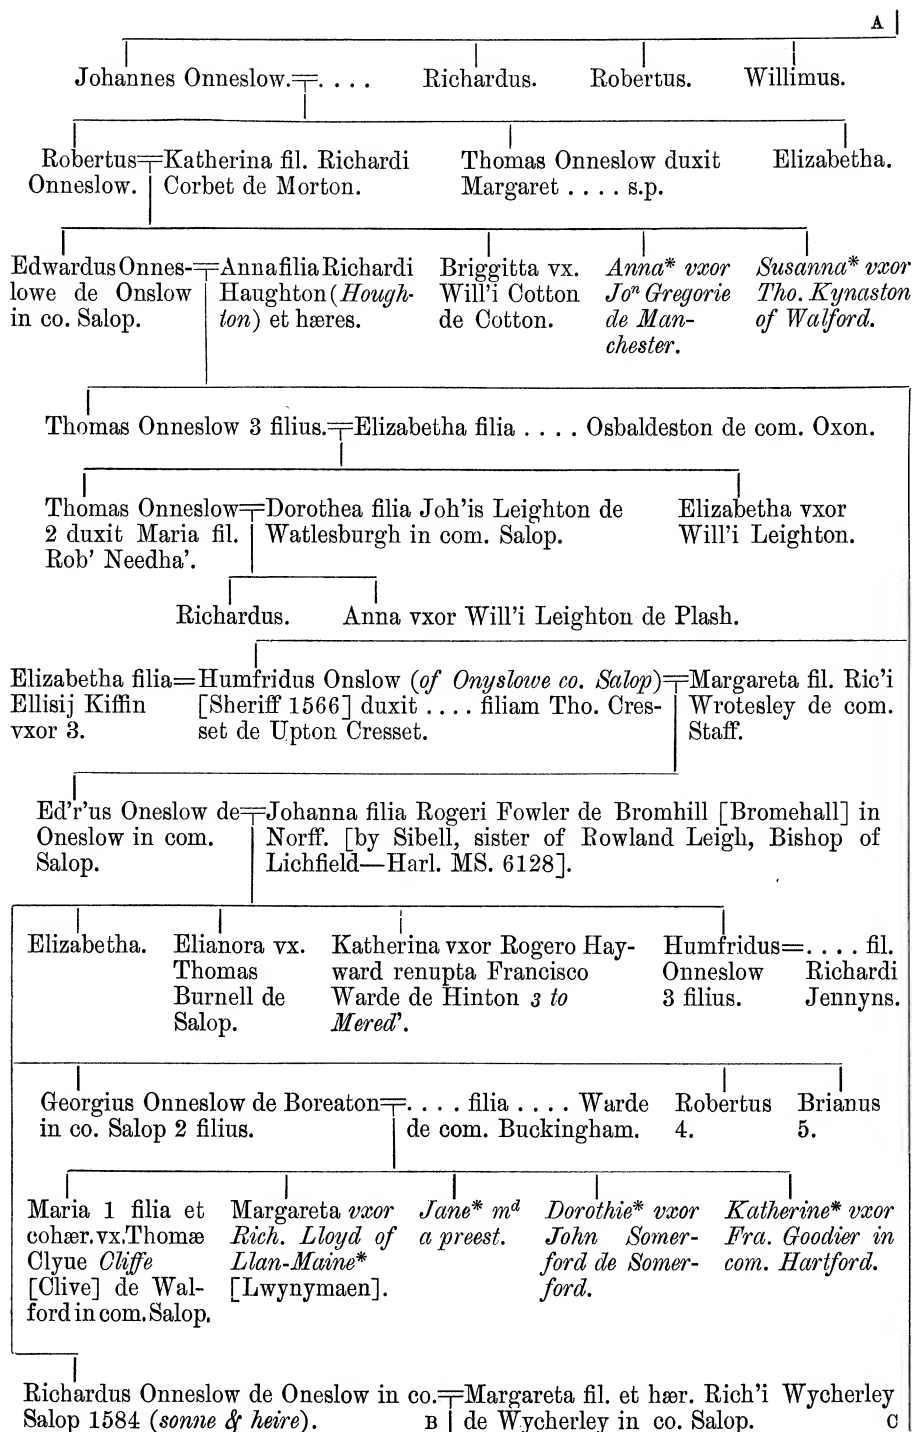 A
Johannes Onneslow. . . . . Richardus. Robertus. Willimus.
Robertus Katherina fil. Richardi Thomas Onneslow duxit Elizabetha.
Onneslow. Corbet de Morton. Margaret . . . . s.p.
Edwardus Onnes- Anna filia Richardi Briggitta vx. Anna* vxor Susanna* vxor
lowe de Onslow Haughton (Hough- Will'i Cotton Joⁿ Gregorie Tho. Kynaston
in co. Salop. ton) et hæres. de Cotton. de Man- of Walford.
chester.
Thomas Onneslow 3 filius. Elizabetha filia . . . . Osbaldeston de com. Oxon.
Thomas Onneslow Dorothea filia Joh'is Leighton de Elizabetha vxor
2 duxit Maria fil. Watlesburgh in com. Salop. Will'i Leighton.
Rob' Needha'.
Richardus. Anna vxor Will'i Leighton de Plash.
Elizabetha filia=Humfridus Onslow (of Onyslowe co. Salop) Margareta fil. Ric'i
Ellisij Kiffin [Sheriff 1566] duxit . . . . filiam Tho. Cres- Wrotesley de com.
vxor 3. set de Upton Cresset. Staff.
Ed'r'us Oneslow de Johanna filia Rogeri Fowler de Bromhill [Bromehall] in
Oneslow in com. Norff. [by Sibell, sister of Rowland Leigh, Bishop of
Salop. Lichfield—Harl. MS. 6128].
Elizabetha. Elianora vx. Katherina vxor Rogero Hay- Humfridus=. . . . fil.
Thomas ward renupta Francisco Onneslow Richardi
Burnell de Warde de Hinton 3 to 3 filius. Jennyns.
Salop. Mered'.
Georgius Onneslow de Boreaton . . . . filia . . . . Warde Robertus Brianus
in co. Salop 2 filius. de com. Buckingham. 4. 5.
Maria 1 filia et Margareta vxor Jane* mᵈ Dorothie* vxor Katherine* vxor
cohær. vx. Thomæ Rich. Lloyd of a preest. John Somer- Fra. Goodier in
Clyue Cliffe Llan-Maine* ford de Somer- com. Hartford.
[Clive] de Wal- [Lwynymaen]. ford.
ford in com. Salop.
Richardus Onneslow de Oneslow in co. Margareta fil. et hær. Rich'i Wycherley
Salop 1584 (sonne & heire). B de Wycherley in co. Salop. C